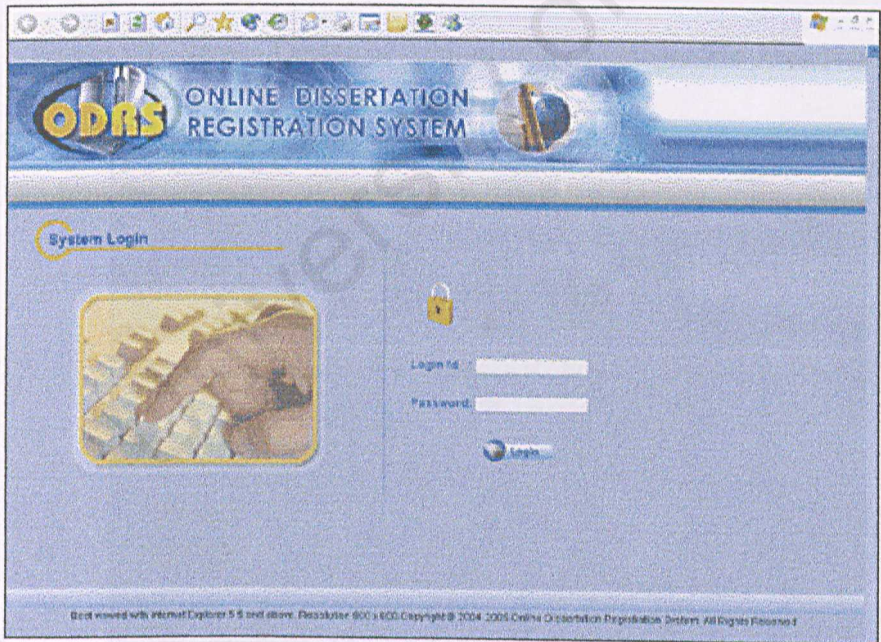 ODRS
ONLINE DISSERTATION
REGISTRATION SYSTEM
System Login
Login Id
Password:
Login
Best viewed with Internet Explorer 5.5 and above. Resolution 800 x 600 Copyright © 2004-2005 Online Dissertation Registration System. All Rights Reserved